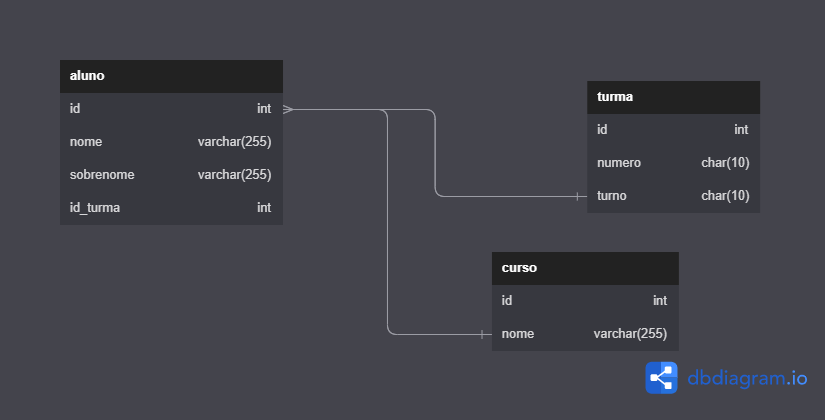 aluno
id int
nome varchar(255)
sobrenome varchar(255)
id_turma int
turma
id int
numero char(10)
turno char(10)
curso
id int
nome varchar(255)
dbdiagram.io